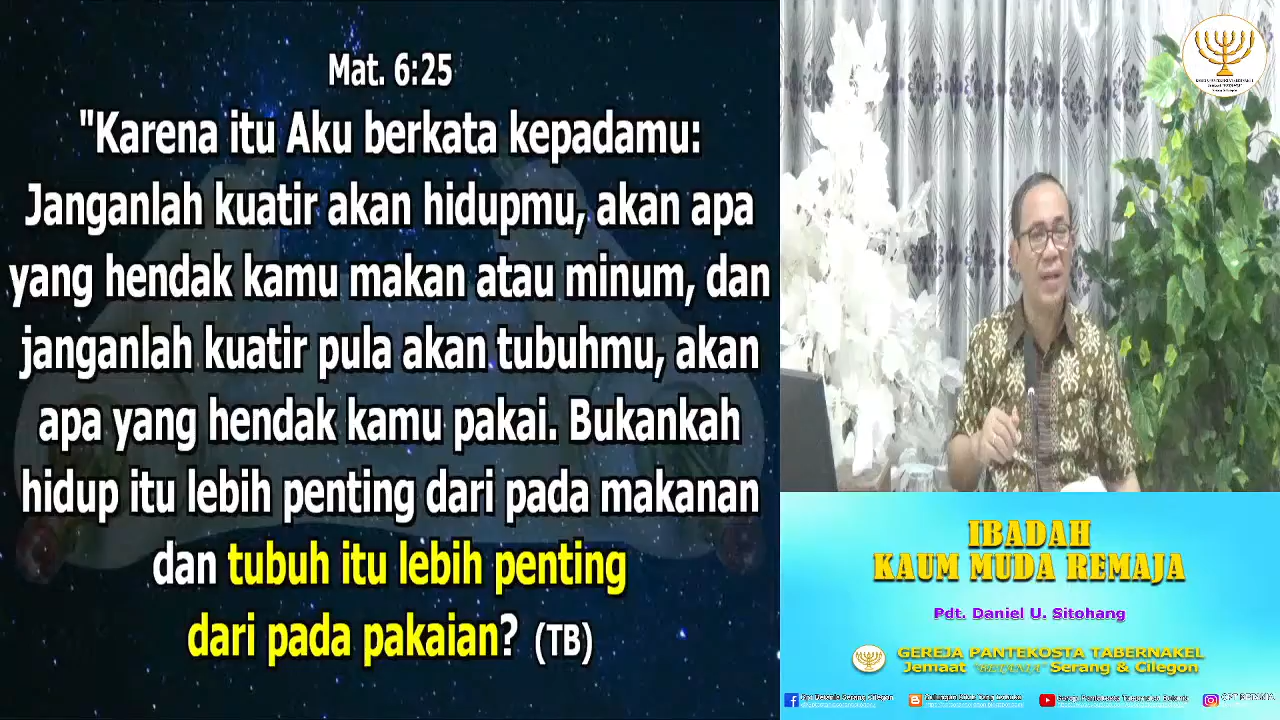 Mat. 6:25
"Karena itu Aku berkata kepadamu:
Janganlah kuatir akan hidupmu, akan apa
yang hendak kamu makan atau minum, dan
janganlah kuatir pula akan tubuhmu, akan
apa yang hendak kamu pakai. Bukankah
hidup itu lebih penting dari pada makanan
dan tubuh itu lebih penting
dari pada pakaian? (TB)
IBADAH
KAUM MUDA REMAJA
Pdt. Daniel U. Sitohang
GEREJA PANTEKOSTA TABERNAKEL
Jemaat "BETANIA" Serang & Cilegon